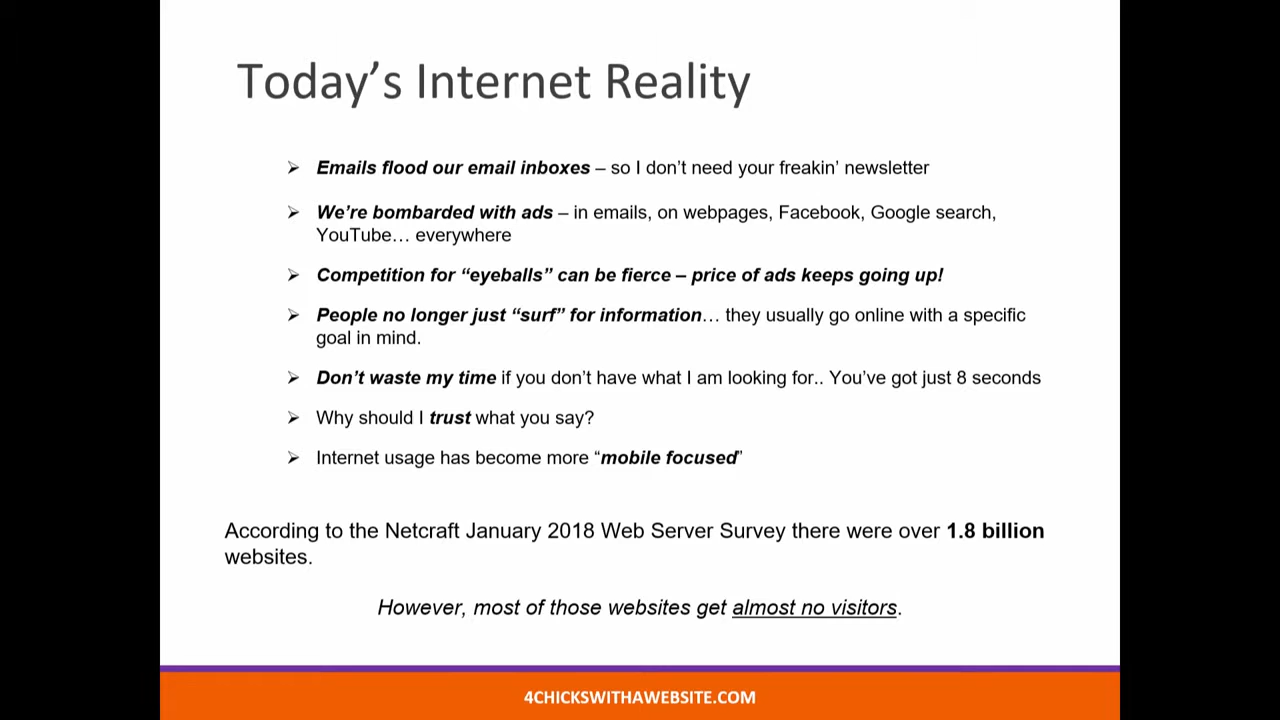 Today’s Internet Reality
➢ Emails flood our email inboxes – so I don’t need your freakin’ newsletter
➢ We’re bombarded with ads – in emails, on webpages, Facebook, Google search,
YouTube… everywhere
➢ Competition for “eyeballs” can be fierce – price of ads keeps going up!
➢ People no longer just “surf” for information… they usually go online with a specific
goal in mind.
➢ Don’t waste my time if you don’t have what I am looking for.. You’ve got just 8 seconds
➢ Why should I trust what you say?
➢ Internet usage has become more “mobile focused”
According to the Netcraft January 2018 Web Server Survey there were over 1.8 billion
websites.
However, most of those websites get almost no visitors.
4CHICKSWITHAWEBSITE.COM